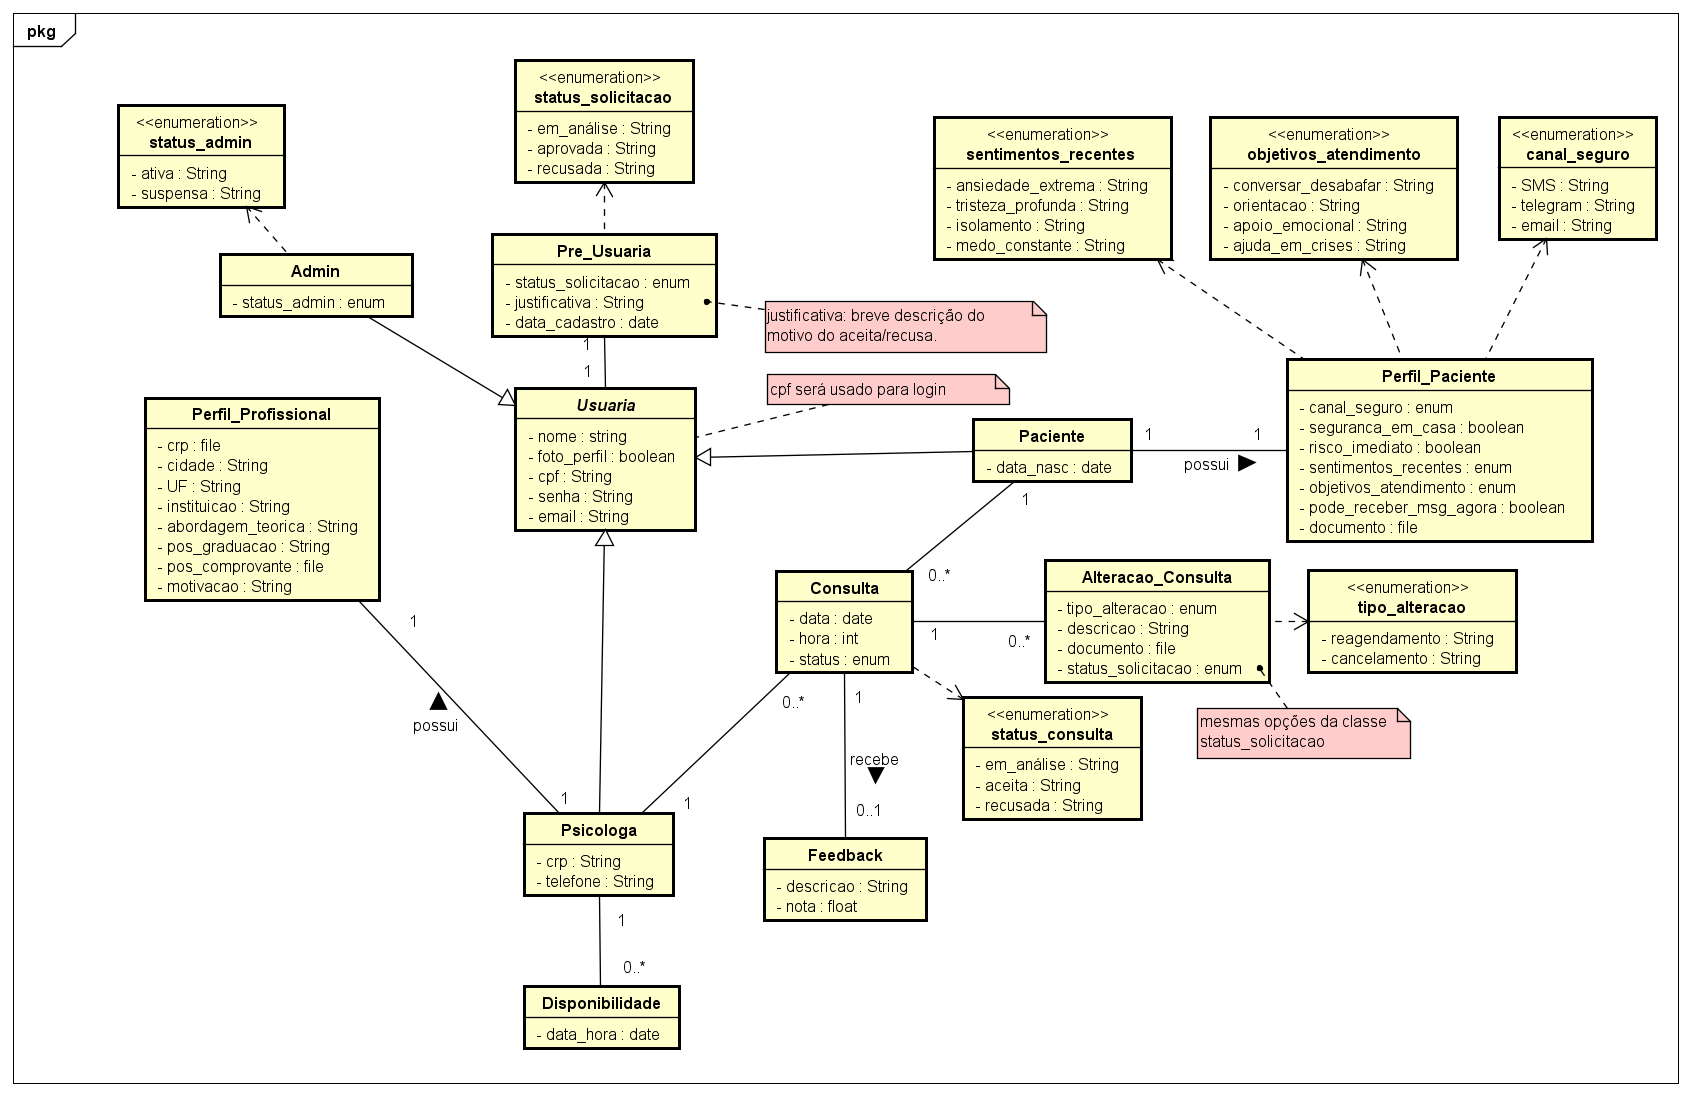 pkg
<<enumeration>>
status_admin
- ativa : String
- suspensa : String
<<enumeration>>
status_solicitacao
- em_análise : String
- aprovada : String
- recusada : String
<<enumeration>>
sentimentos_recentes
- ansiedade_extrema : String
- tristeza_profunda : String
- isolamento : String
- medo_constante : String
<<enumeration>>
objetivos_atendimento
- conversar_desabafar : String
- orientacao : String
- apoio_emocional : String
- ajuda_em_crises : String
<<enumeration>>
canal_seguro
- SMS : String
- telegram : String
- email : String
Admin
- status_admin : enum
Pre_Usuaria
- status_solicitacao : enum
- justificativa : String
- data_cadastro : date
justificativa: breve descrição do
motivo do aceita/recusa.
1
1
cpf será usado para login
Usuaria
- nome : string
- foto_perfil : boolean
- cpf : String
- senha : String
- email : String
Perfil_Profissional
- crp : file
- cidade : String
- UF : String
- instituicao : String
- abordagem_teorica : String
- pos_graduacao : String
- pos_comprovante : file
- motivacao : String
Paciente
- data_nasc : date
1
1
possui
Perfil_Paciente
- canal_seguro : enum
- seguranca_em_casa : boolean
- risco_imediato : boolean
- sentimentos_recentes : enum
- objetivos_atendimento : enum
- pode_receber_msg_agora : boolean
- documento : file
1
0..*
Consulta
- data : date
- hora : int
- status : enum
1
0..*
Alteracao_Consulta
- tipo_alteracao : enum
- descricao : String
- documento : file
- status_solicitacao : enum
<<enumeration>>
tipo_alteracao
- reagendamento : String
- cancelamento : String
mesmas opções da classe
status_solicitacao
<<enumeration>>
status_consulta
- em_análise : String
- aceita : String
- recusada : String
1
possui
1
0..*
1
1
recebe
0..1
Psicologa
- crp : String
- telefone : String
Feedback
- descricao : String
- nota : float
1
0..*
Disponibilidade
- data_hora : date